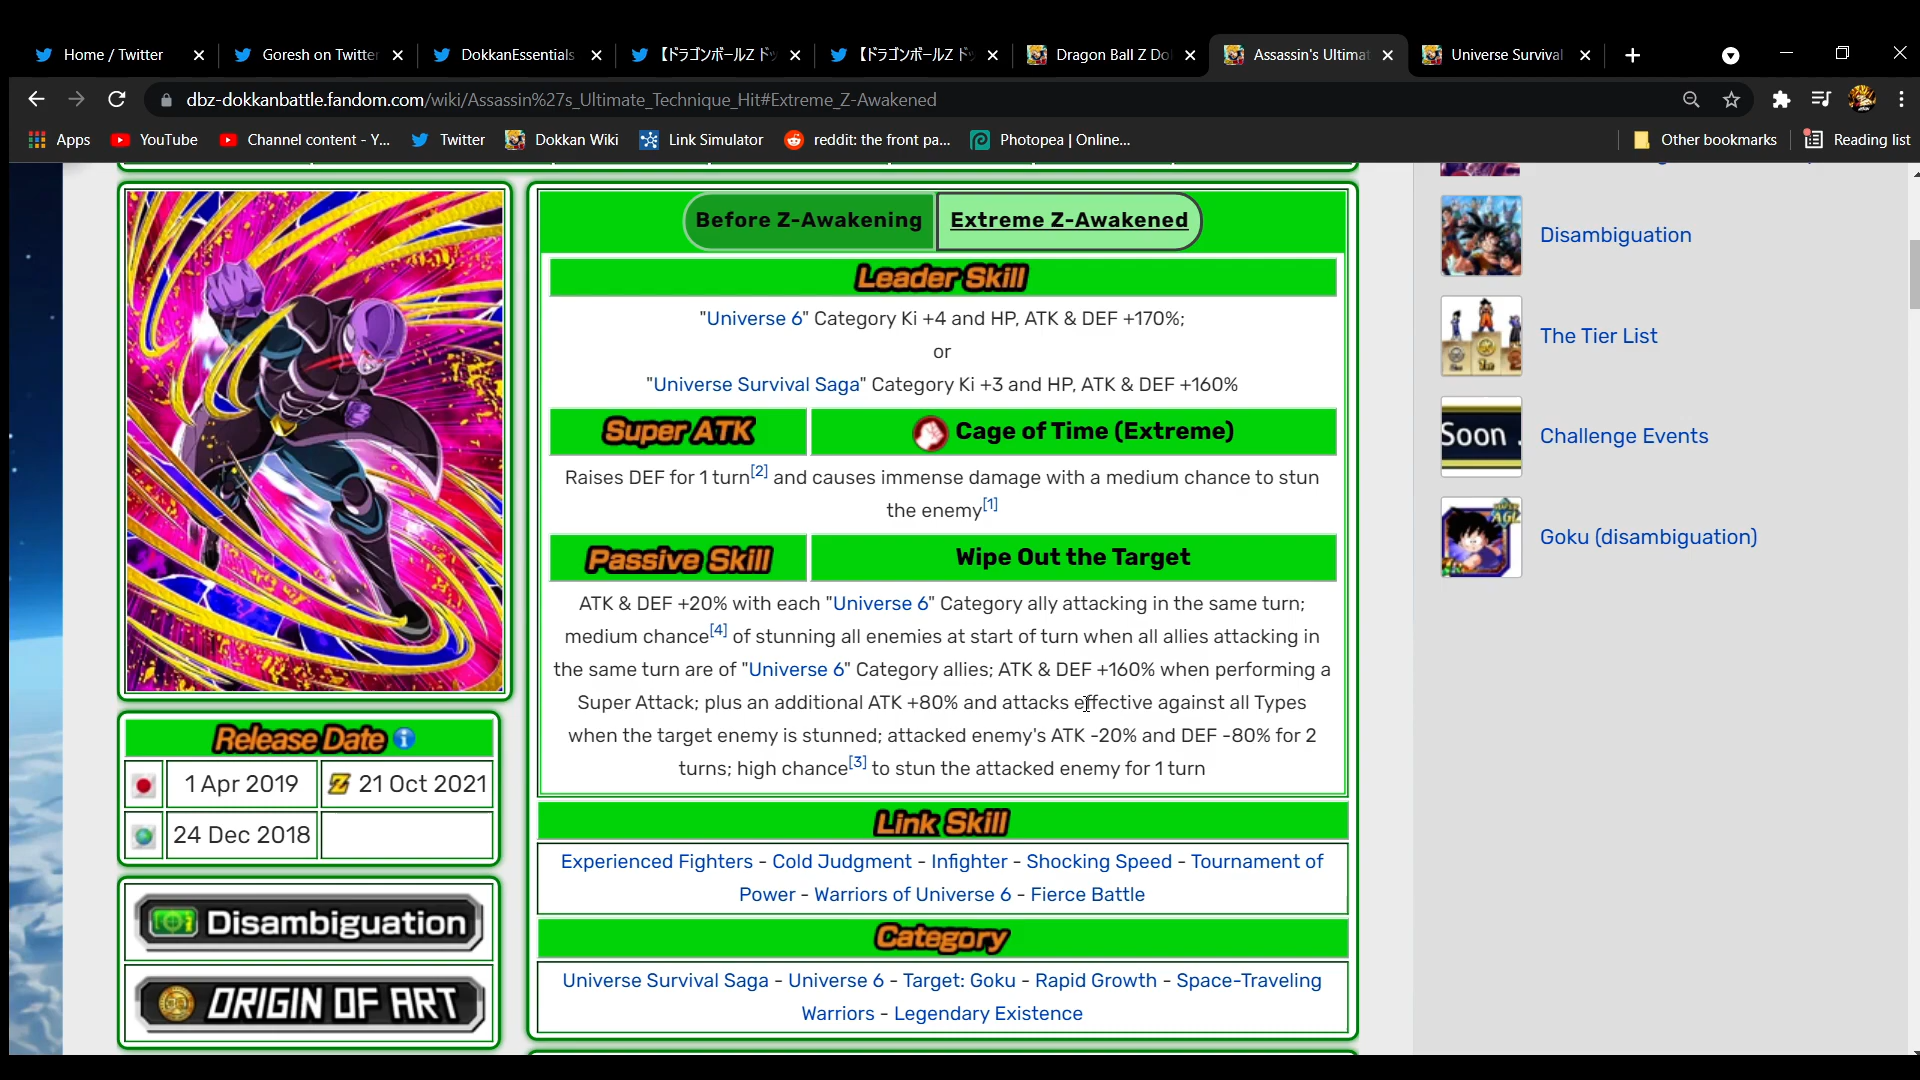 Home / Twitter
Goresh on Twitte
DokkanEssentials
【ドラゴンボールZ ド
【ドラゴンボールZ ド
Dragon Ball Z Do
Assassin's Ultima
Universe Survival
dbz-dokkanbattle.fandom.com/wiki/Assassin%27s_Ultimate_Technique_Hit#Extreme_Z-Awakened
Apps
YouTube
Channel content - Y...
Twitter
Dokkan Wiki
Link Simulator
reddit: the front pa...
Photopea | Online...
Other bookmarks
Reading list
Before Z-Awakening
Extreme Z-Awakened
Leader Skill
"Universe 6" Category Ki +4 and HP, ATK & DEF +170%;
or
"Universe Survival Saga" Category Ki +3 and HP, ATK & DEF +160%
Super ATK
Cage of Time (Extreme)
Raises DEF for 1 turn[2] and causes immense damage with a medium chance to stun
the enemy[1]
Passive Skill
Wipe Out the Target
ATK & DEF +20% with each "Universe 6" Category ally attacking in the same turn;
medium chance[4] of stunning all enemies at start of turn when all allies attacking in
the same turn are of "Universe 6" Category allies; ATK & DEF +160% when performing a
Super Attack; plus an additional ATK +80% and attacks effective against all Types
when the target enemy is stunned; attacked enemy's ATK -20% and DEF -80% for 2
turns; high chance[3] to stun the attacked enemy for 1 turn
Link Skill
Experienced Fighters - Cold Judgment - Infighter - Shocking Speed - Tournament of
Power - Warriors of Universe 6 - Fierce Battle
Category
Universe Survival Saga - Universe 6 - Target: Goku - Rapid Growth - Space-Traveling
Warriors - Legendary Existence
Release Date
1 Apr 2019
Z 21 Oct 2021
24 Dec 2018
Disambiguation
ORIGIN OF ART
Disambiguation
The Tier List
Soon .
Challenge Events
AGL
Goku (disambiguation)